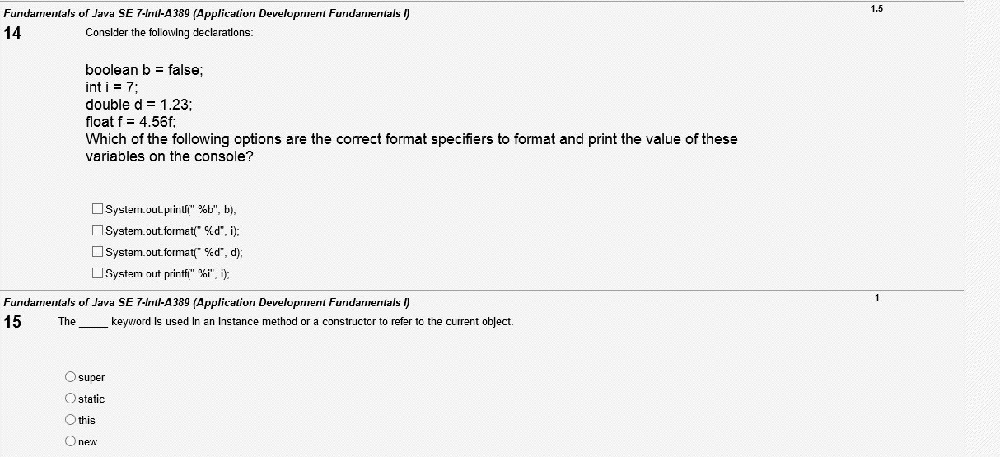 Fundamentals of Java SE 7-Intl-A389 (Application Development Fundamentals I)
1.5
14
Consider the following declarations:
boolean b = false;
int i = 7;
double d = 1.23;
float f = 4.56f;
Which of the following options are the correct format specifiers to format and print the value of these
variables on the console?
System.out.printf(" %b", b);
System.out.format(" %d", i);
System.out.format(" %d", d);
System.out.printf(" %i", i);
Fundamentals of Java SE 7-Intl-A389 (Application Development Fundamentals I)
1
15
The _____ keyword is used in an instance method or a constructor to refer to the current object.
super
static
this
new